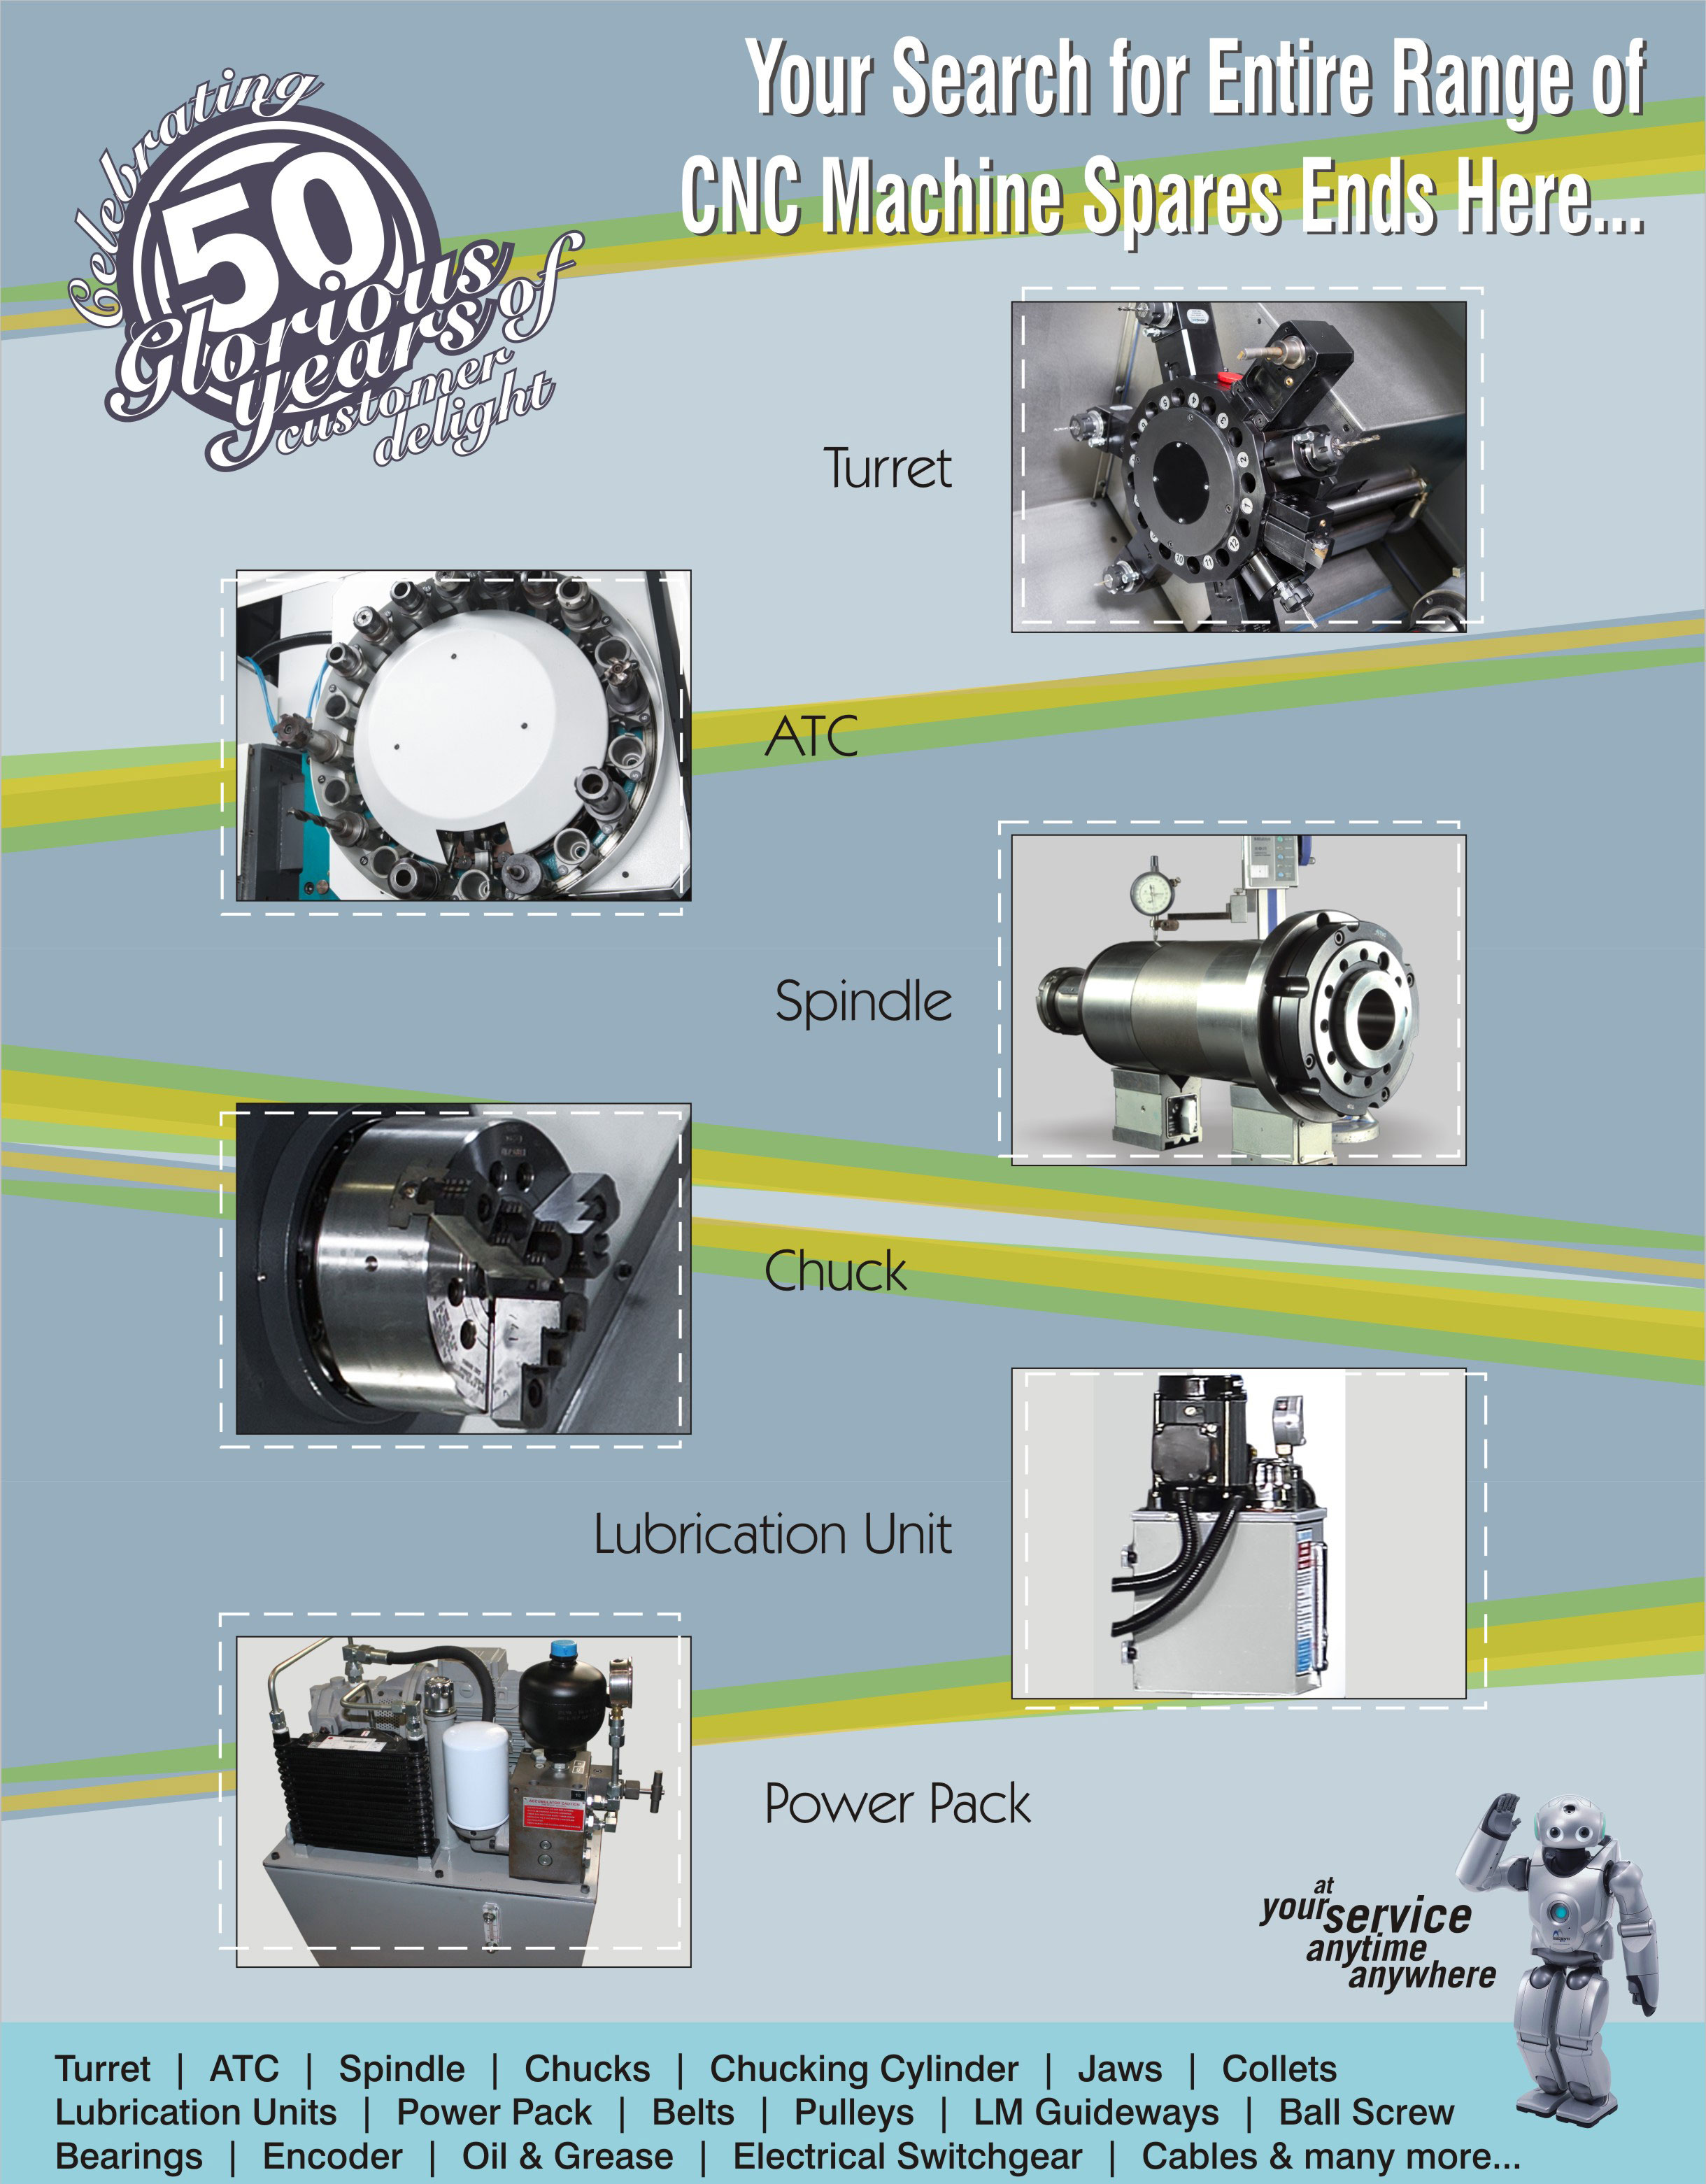 Your Search for Entire Range of
CNC Machine Spares Ends Here...
Celebrating
50
Glorious
years of
customer
delight
Turret
ATC
Spindle
Chuck
Lubrication Unit
Power Pack
at
your service
anytime
anywhere
Turret | ATC | Spindle | Chucks | Chucking Cylinder | Jaws | Collets
Lubrication Units | Power Pack | Belts | Pulleys | LM Guideways | Ball Screw
Bearings | Encoder | Oil & Grease | Electrical Switchgear | Cables & many more...